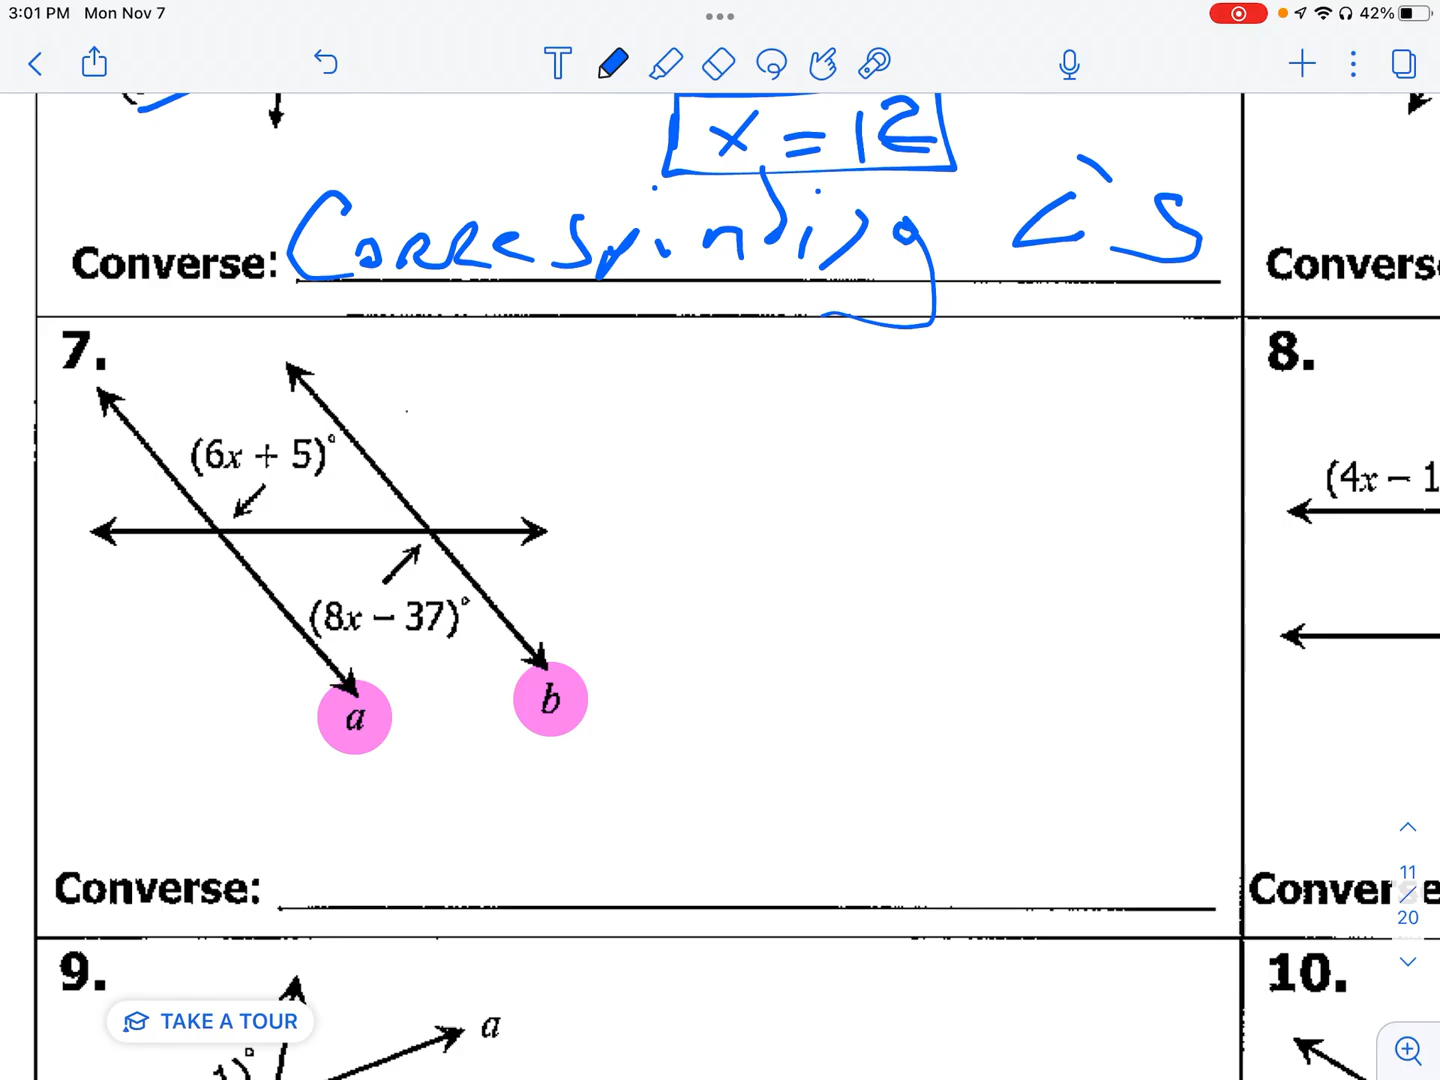 3:01 PM Mon Nov 7
42%
x = 12
Converse: Corresponding ∠'s
Convers
7.
(6x + 5)°
(8x − 37)°
a
b
Converse:
8.
(4x − 1
Converse
11
20
9.
a
10.
TAKE A TOUR